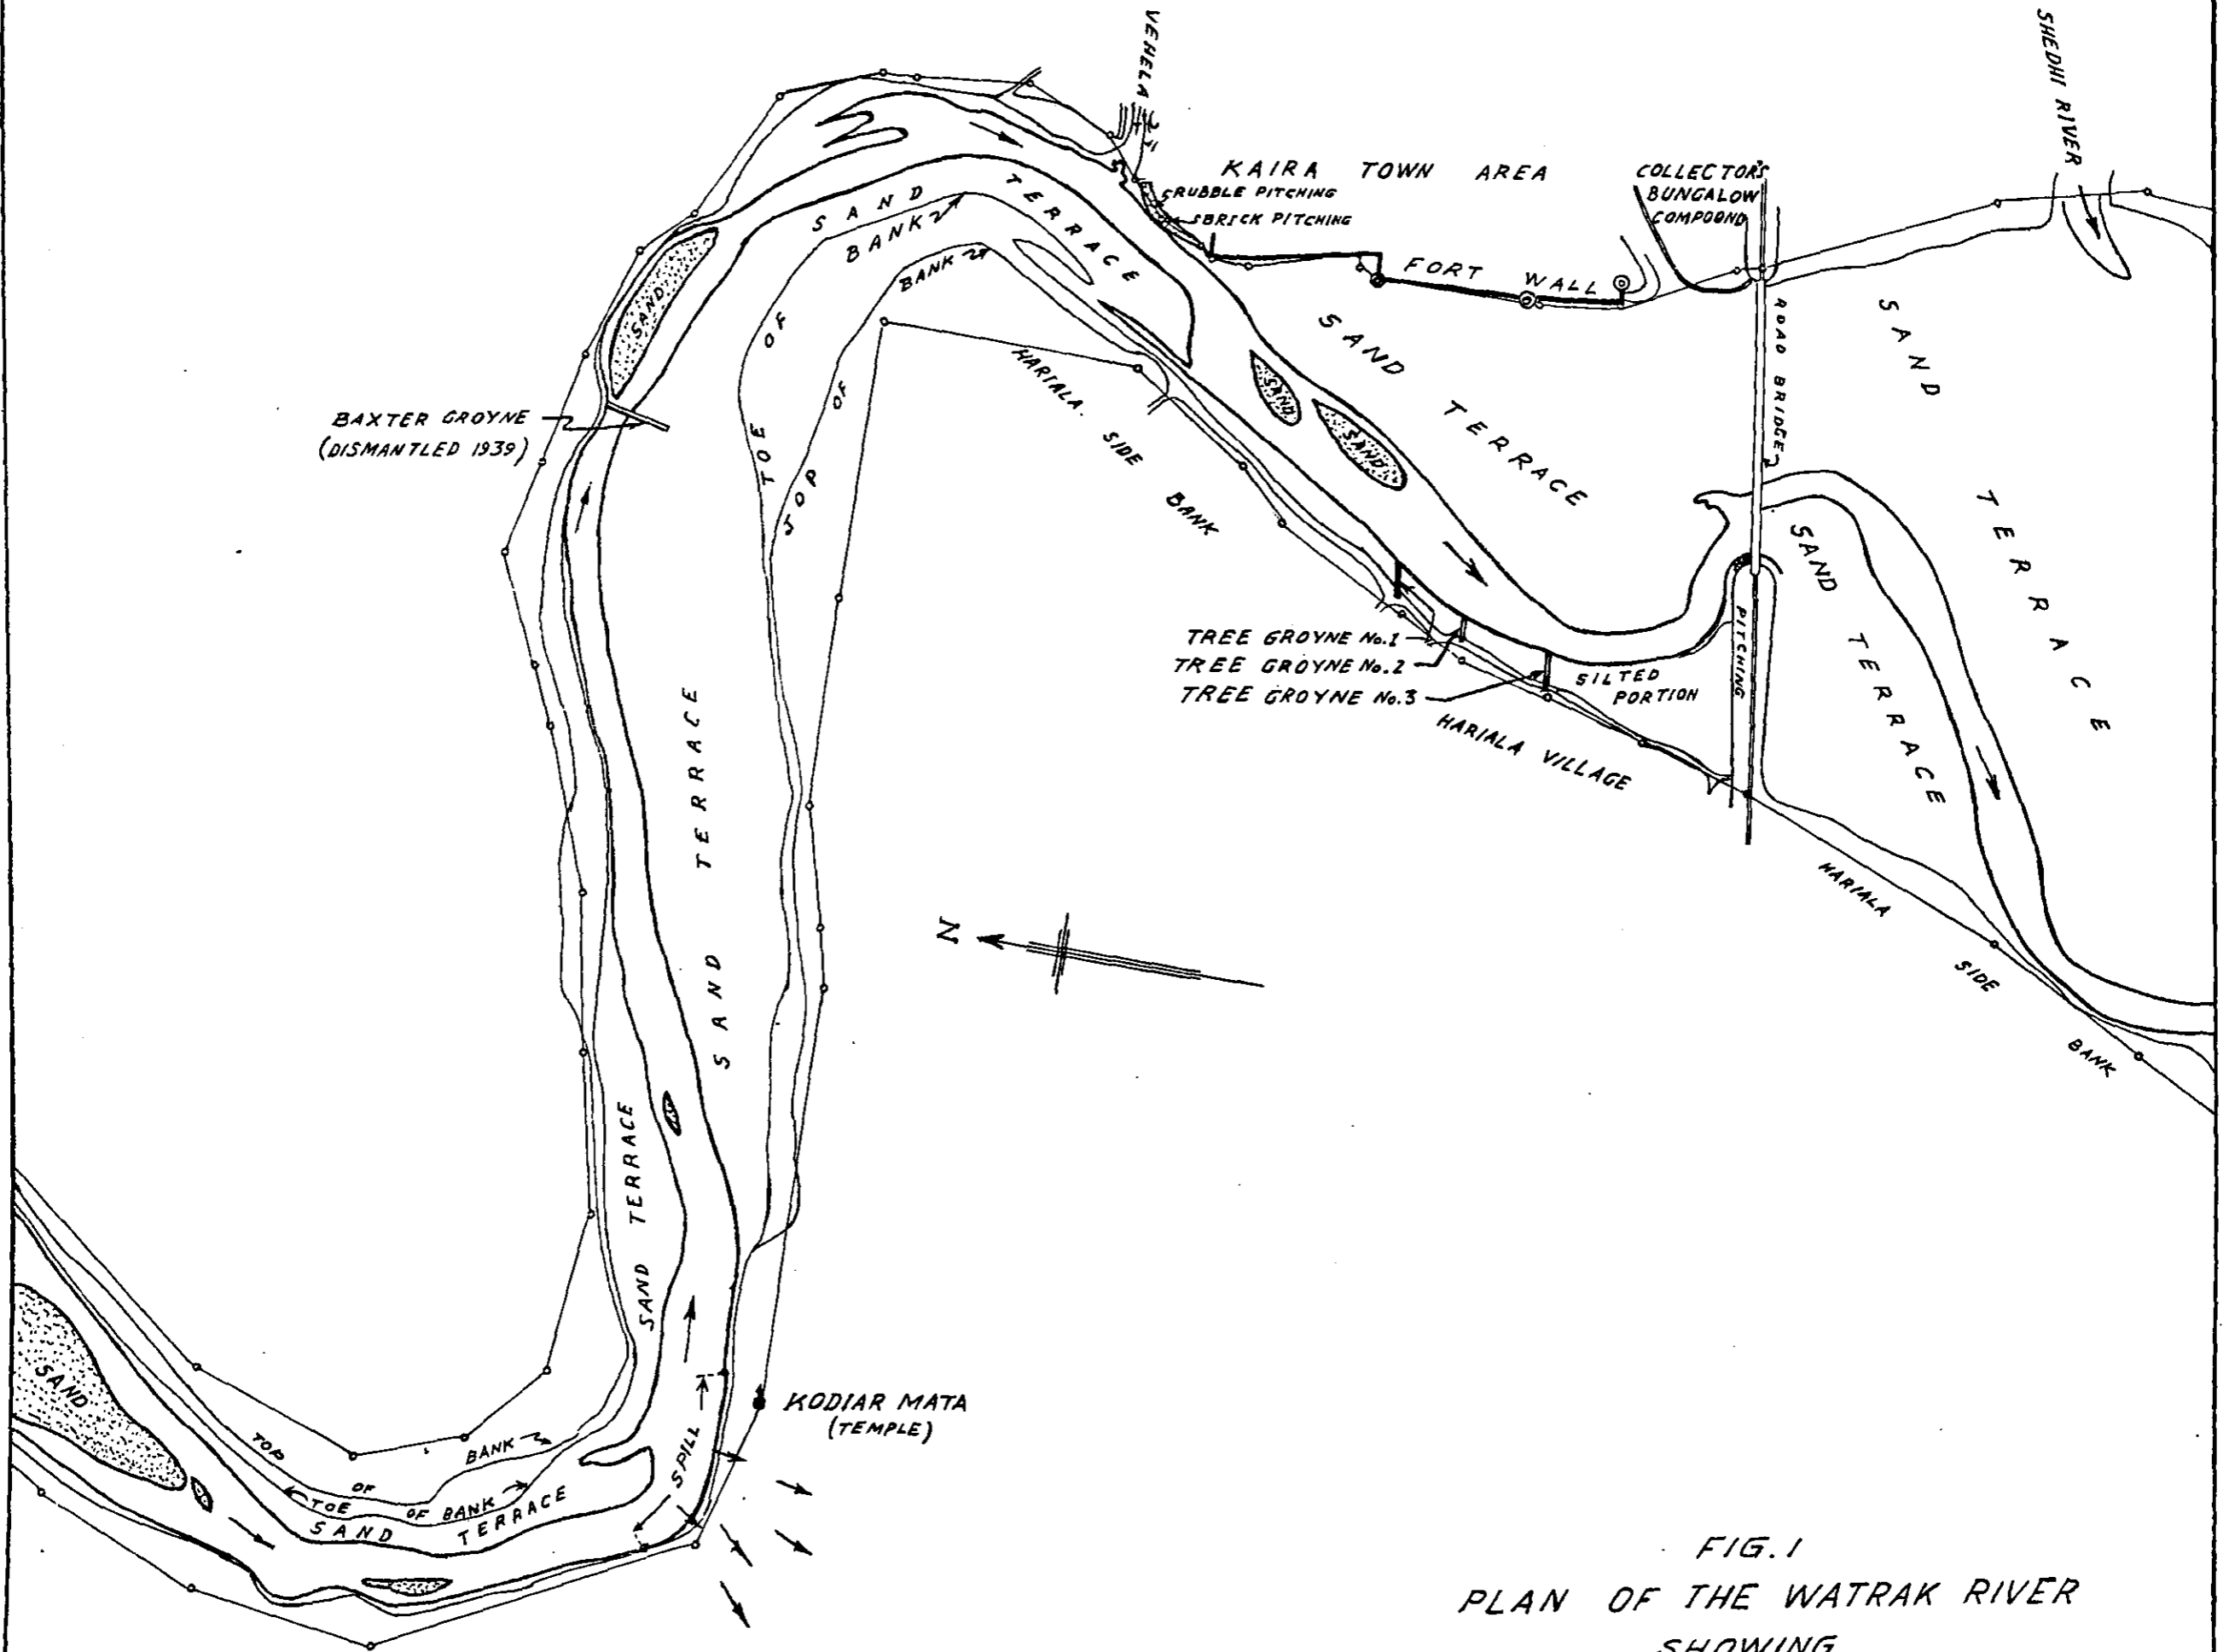 VEHELA
SHEDHI RIVER
KAIRA TOWN AREA
RUBBLE PITCHING
BRICK PITCHING
COLLECTOR'S
BUNGALOW
COMPOUND
FORT WALL
ROAD BRIDGE
SAND TERRACE
SAND TERRACE
SAND TERRACE
SAND TERRACE
TOE OF BANK
TOP OF BANK
SAND
SAND
SAND
HARIALA SIDE BANK
BAXTER GROYNE
(DISMANTLED 1939)
TREE GROYNE No.1
TREE GROYNE No.2
TREE GROYNE No.3
SILTED
PORTION
PITCHING
HARIALA VILLAGE
HARIALA SIDE BANK
SAND TERRACE
N
SAND TERRACE
SAND
KODIAR MATA
(TEMPLE)
SPILL
TOP OF BANK
TOE OF BANK
SAND TERRACE
FIG.1
PLAN OF THE WATRAK RIVER
SHOWING